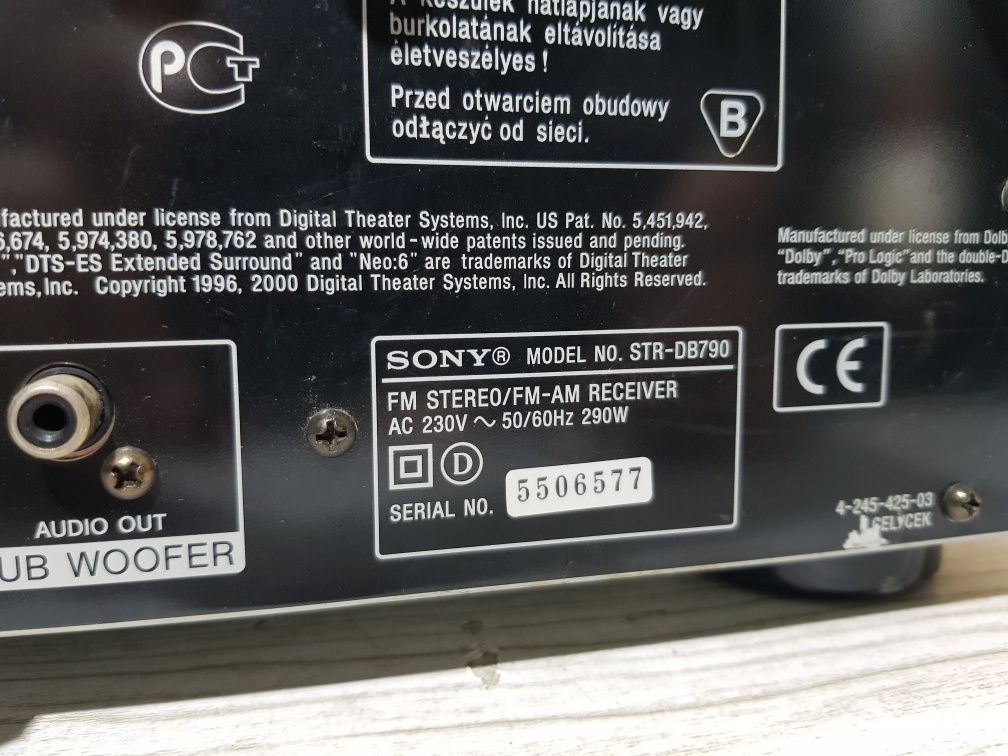 A készülék hátlapjának vagy
burkolatának eltávolítása
életveszélyes !
Przed otwarciem obudowy
odłączyć od sieci.
B
PCT
factured under license from Digital Theater Systems, Inc. US Pat. No. 5,451,942,
6,674, 5,974,380, 5,978,762 and other world-wide patents issued and pending.
","DTS-ES Extended Surround" and "Neo:6" are trademarks of Digital Theater
ems, Inc. Copyright 1996, 2000 Digital Theater Systems, Inc. All Rights Reserved.
Manufactured under license from Dolb
"Dolby","Pro Logic"and the double-D
trademarks of Dolby Laboratories.
SONY® MODEL NO. STR-DB790
FM STEREO/FM-AM RECEIVER
AC 230V ~ 50/60Hz 290W
D
SERIAL NO. 5506577
CE
AUDIO OUT
UB WOOFER
4-245-425-03